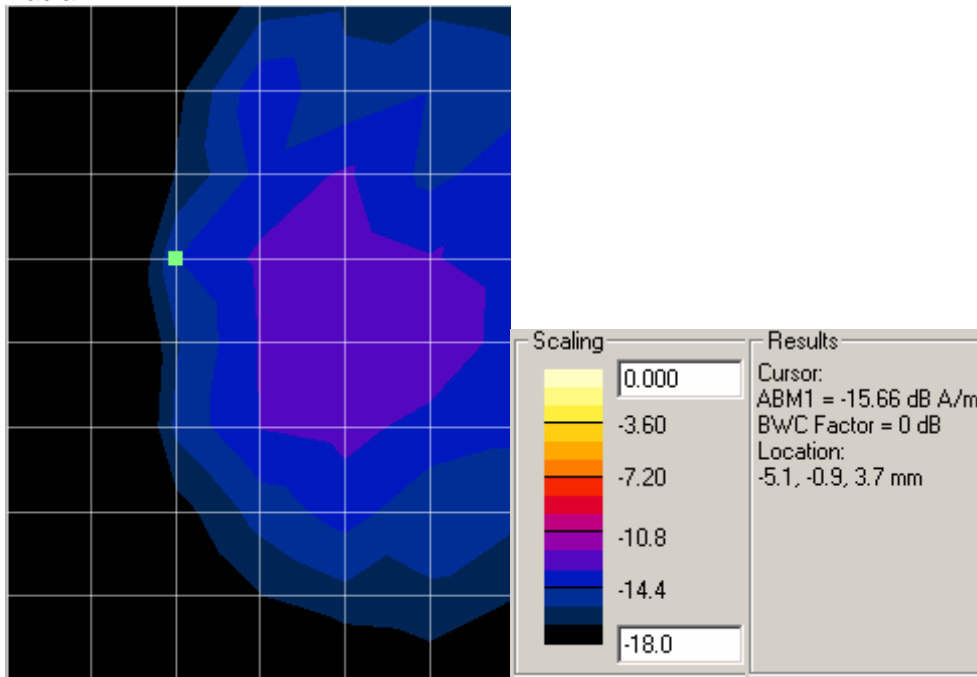 Scaling
0.000
-3.60
-7.20
-10.8
-14.4
-18.0
Results
Cursor:
ABM1 = -15.66 dB A/m
BWC Factor = 0 dB
Location:
-5.1, -0.9, 3.7 mm